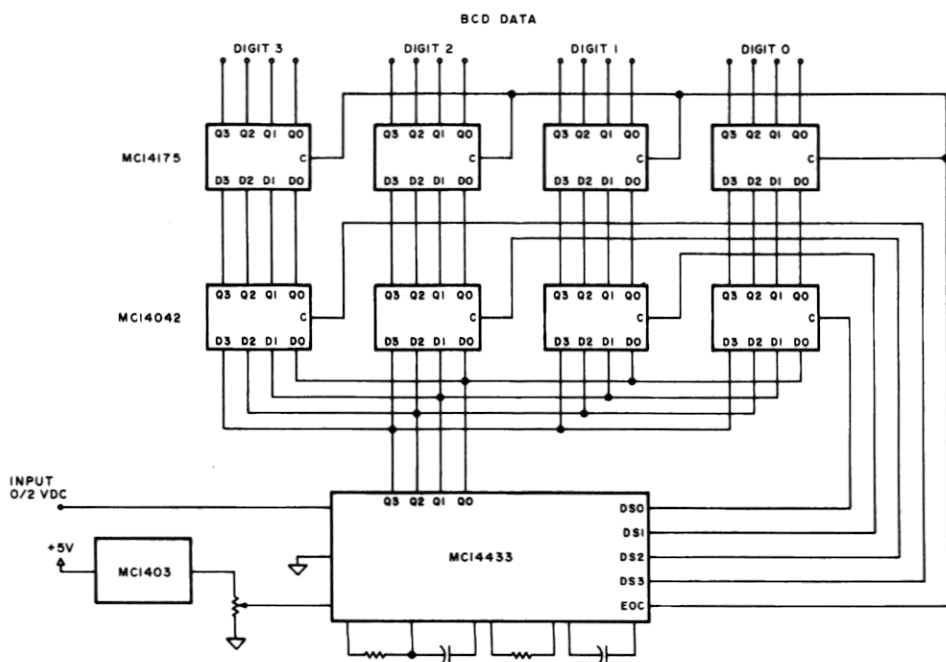 BCD DATA
DIGIT 3 DIGIT 2 DIGIT 1 DIGIT 0
Q3 Q2 Q1 Q0 Q3 Q2 Q1 Q0 Q3 Q2 Q1 Q0 Q3 Q2 Q1 Q0
MC14175 C C C C
D3 D2 D1 D0 D3 D2 D1 D0 D3 D2 D1 D0 D3 D2 D1 D0
Q3 Q2 Q1 Q0 Q3 Q2 Q1 Q0 Q3 Q2 Q1 Q0 Q3 Q2 Q1 Q0
MC14042 C C C C
D3 D2 D1 D0 D3 D2 D1 D0 D3 D2 D1 D0 D3 D2 D1 D0
INPUT
0/2 VDC
Q3 Q2 Q1 Q0
DS0
DS1
+5V
MC1403
MC14433
DS2
DS3
EOC